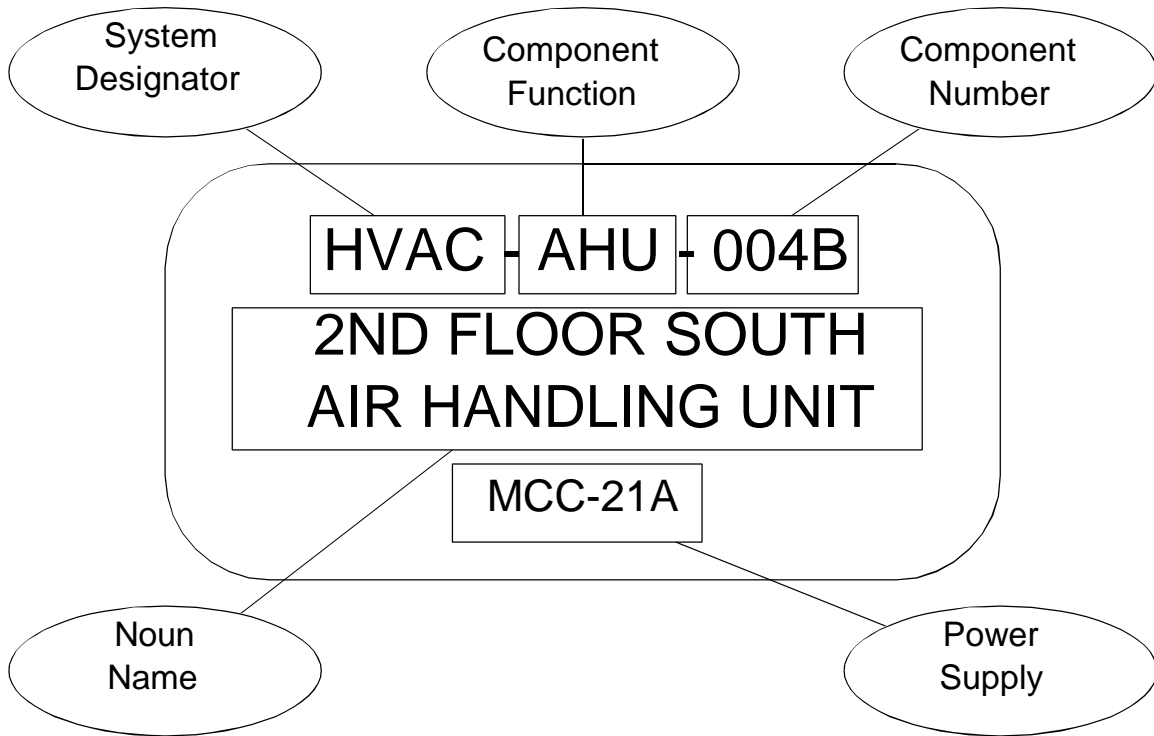 System
Designator
Component
Function
Component
Number
HVAC - AHU - 004B
2ND FLOOR SOUTH
AIR HANDLING UNIT
MCC-21A
Noun
Name
Power
Supply